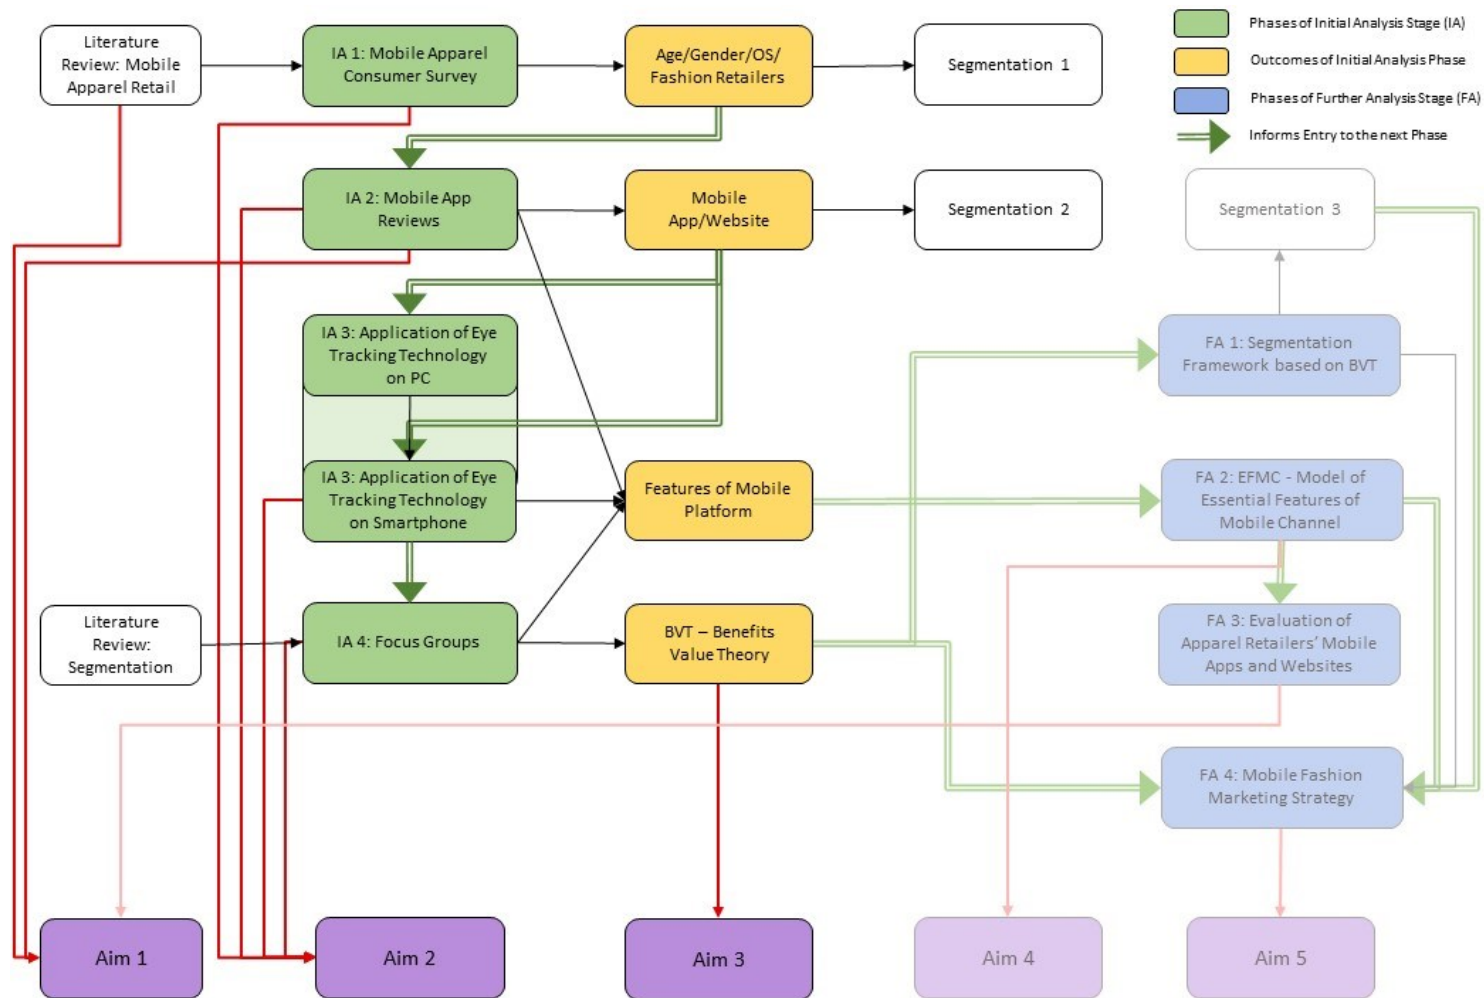 Literature
Review: Mobile
Apparel Retail
IA 1: Mobile Apparel
Consumer Survey
Age/Gender/OS/
Fashion Retailers
Segmentation 1
Phases of Initial Analysis Stage (IA)
Outcomes of Initial Analysis Phase
Phases of Further Analysis Stage (FA)
Informs Entry to the next Phase
IA 2: Mobile App
Reviews
Mobile
App/Website
Segmentation 2
Segmentation 3
IA 3: Application of Eye
Tracking Technology
on PC
FA 1: Segmentation
Framework based on BVT
IA 3: Application of Eye
Tracking Technology
on Smartphone
Features of Mobile
Platform
FA 2: EFMC - Model of
Essential Features of
Mobile Channel
Literature
Review:
Segmentation
IA 4: Focus Groups
BVT – Benefits
Value Theory
FA 3: Evaluation of
Apparel Retailers’ Mobile
Apps and Websites
FA 4: Mobile Fashion
Marketing Strategy
Aim 1
Aim 2
Aim 3
Aim 4
Aim 5